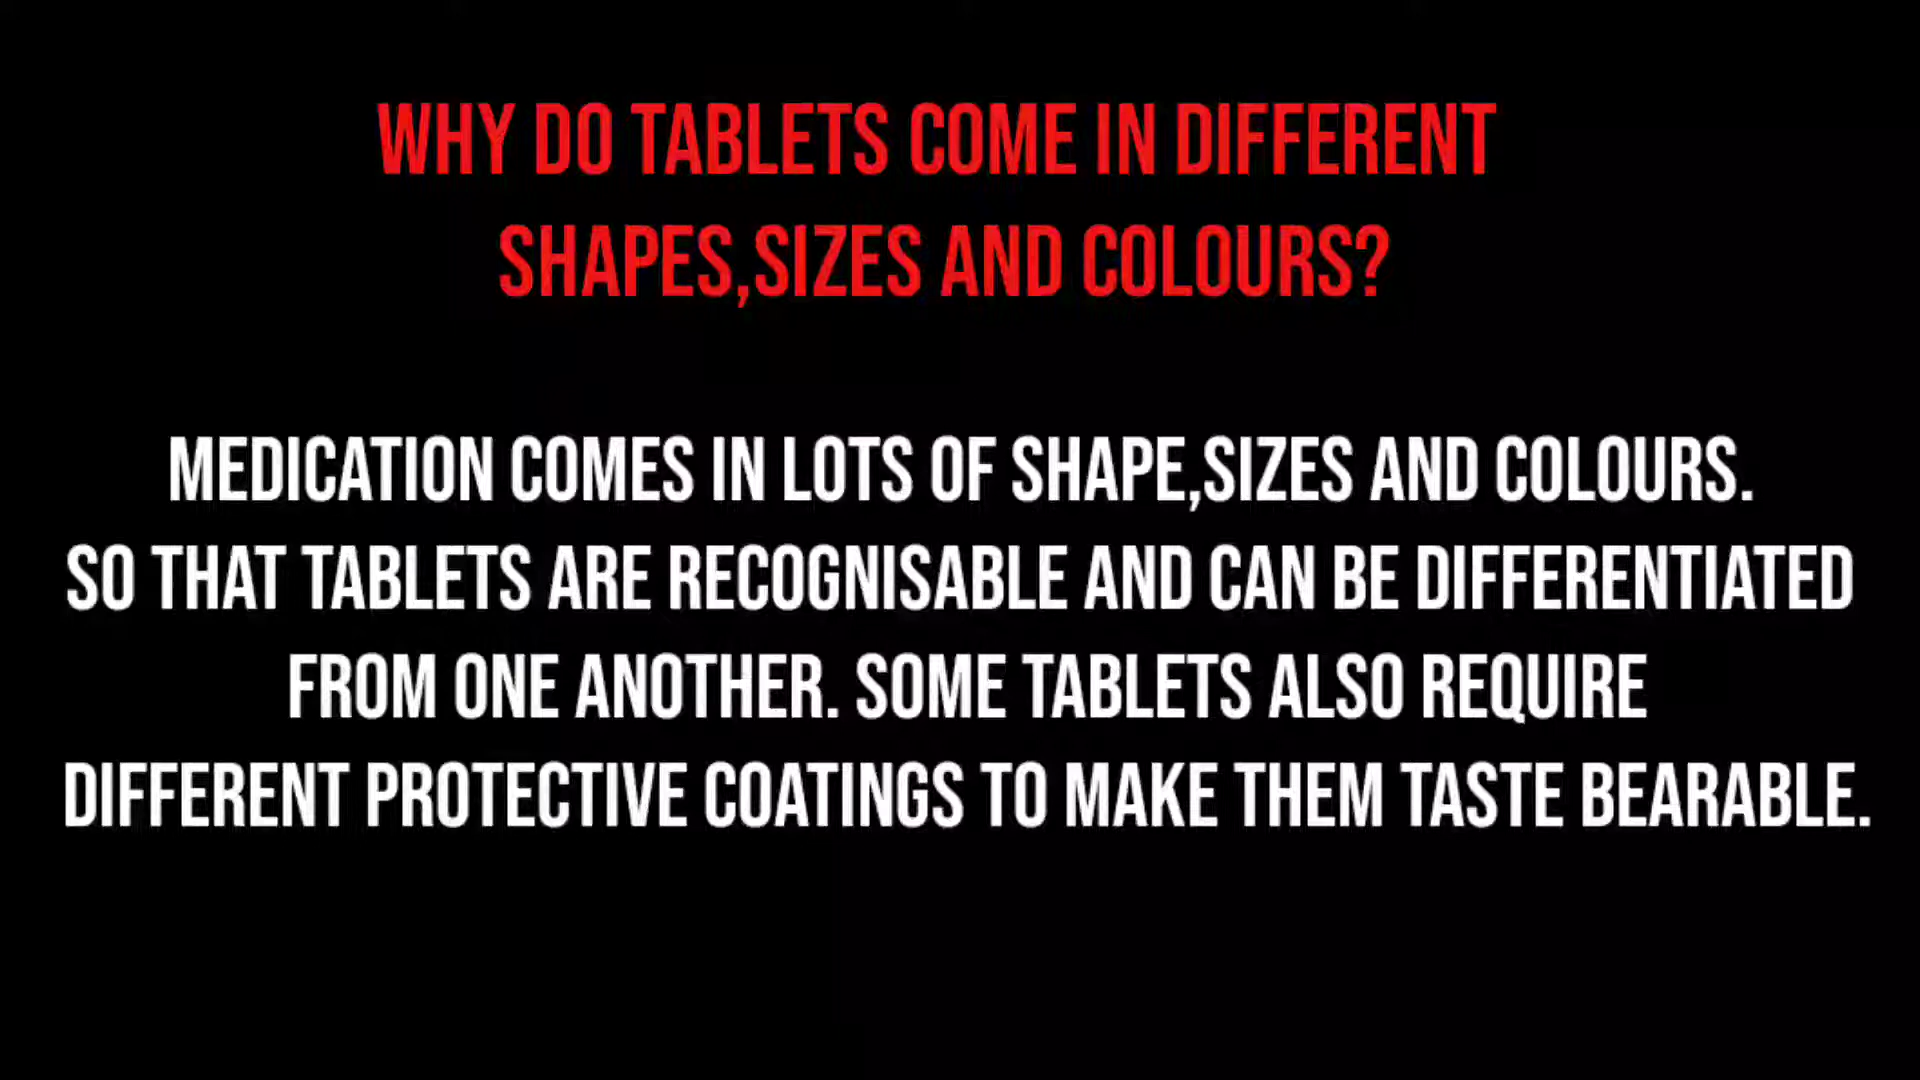 WHY DO TABLETS COME IN DIFFERENT
SHAPES,SIZES AND COLOURS?
MEDICATION COMES IN LOTS OF SHAPE,SIZES AND COLOURS.
SO THAT TABLETS ARE RECOGNISABLE AND CAN BE DIFFERENTIATED
FROM ONE ANOTHER. SOME TABLETS ALSO REQUIRE
DIFFERENT PROTECTIVE COATINGS TO MAKE THEM TASTE BEARABLE.